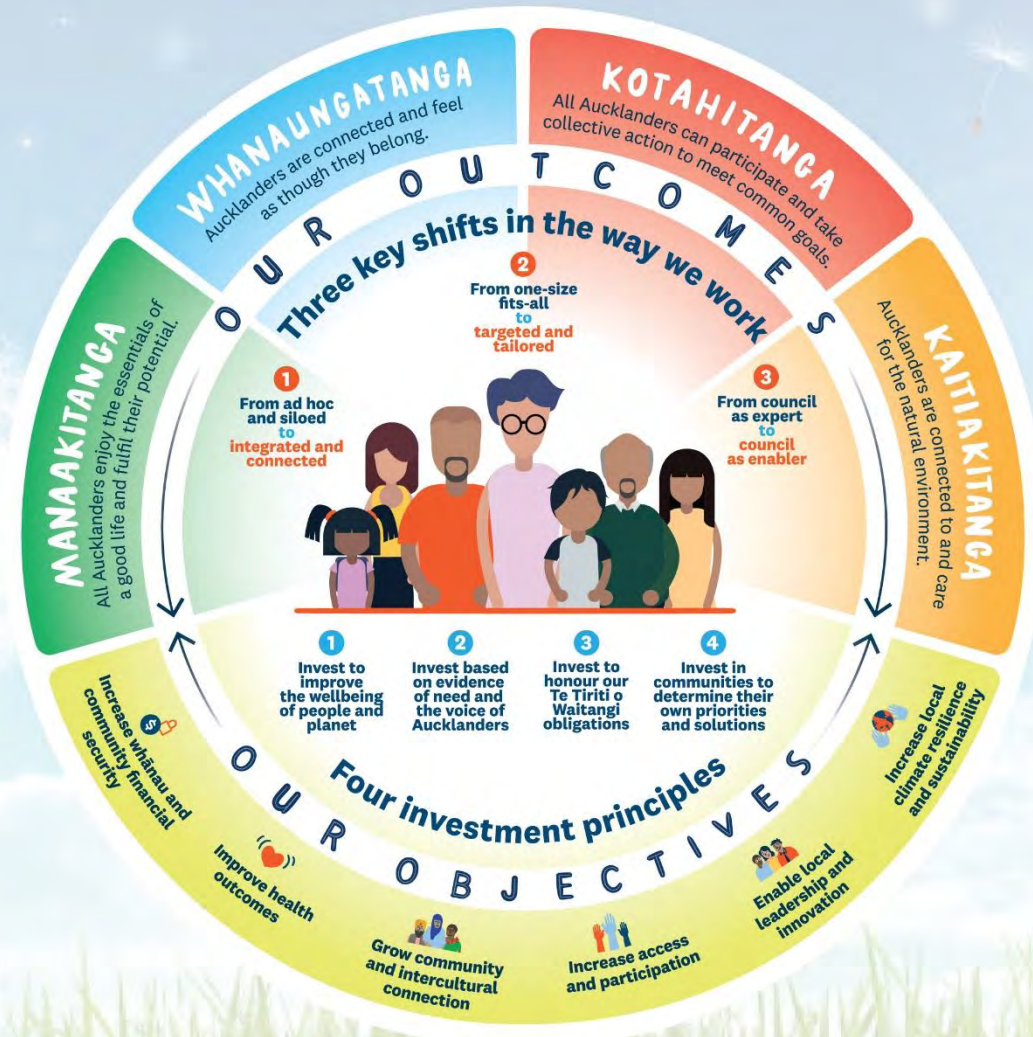 MANAAKITANGA
All Aucklanders enjoy the essentials of
a good life and fulfil their potential.
WHANAUNGATANGA
Aucklanders are connected and feel
as though they belong.
KOTAHITANGA
All Aucklanders can participate and take
collective action to meet common goals.
KAITIAKITANGA
Aucklanders are connected to and care
for the natural environment.
OUR OUTCOMES
Three key shifts in the way we work
1
From ad hoc
and siloed
to
integrated and
connected
2
From one-size
fits-all
to
targeted and
tailored
3
From council
as expert
to
council
as enabler
1
Invest to
improve
the wellbeing
of people and
planet
2
Invest based
on evidence
of need and
the voice of
Aucklanders
3
Invest to
honour our
Te Tiriti o
Waitangi
obligations
4
Invest in
communities to
determine their
own priorities
and solutions
Four investment principles
OUR OBJECTIVES
Increase whānau and
community financial
security
$
Improve health
outcomes
Grow community
and intercultural
connection
Increase access
and participation
Enable local
leadership and
innovation
Increase local
climate resilience
and sustainability